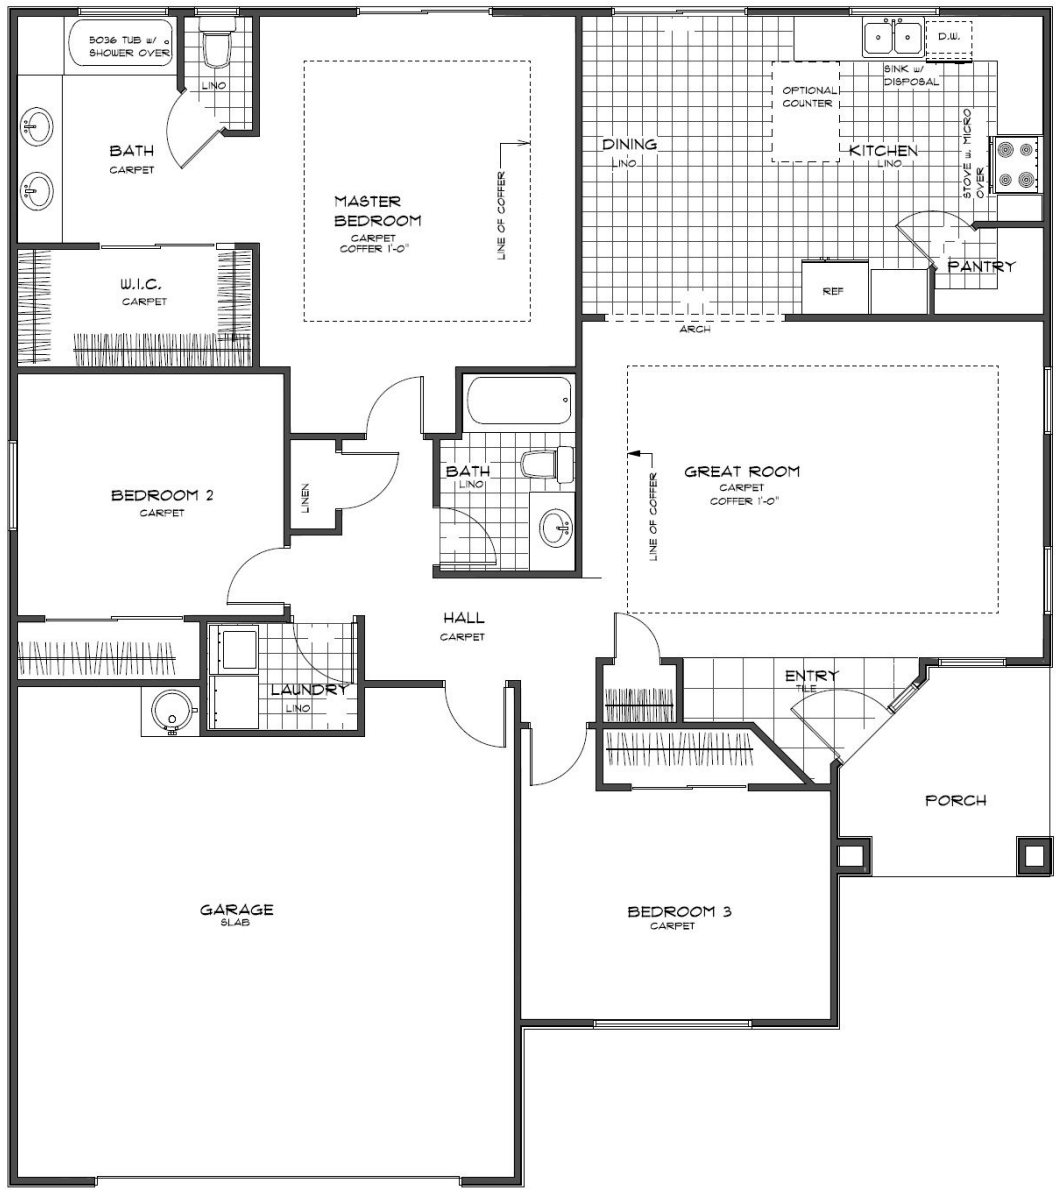 5036 TUB w/
SHOWER OVER
LINO
BATH
CARPET
W.I.C.
CARPET
MASTER
BEDROOM
CARPET
COFFER 1'-0"
LINE OF COFFER
DINING
LINO
OPTIONAL
COUNTER
SINK w/
DISPOSAL
D.W.
KITCHEN
LINO
STOVE w. MICRO
OVER
PANTRY
REF
ARCH
BEDROOM 2
CARPET
LINEN
BATH
LINO
GREAT ROOM
CARPET
COFFER 1'-0"
LINE OF COFFER
HALL
CARPET
LAUNDRY
LINO
ENTRY
TILE
PORCH
GARAGE
SLAB
BEDROOM 3
CARPET